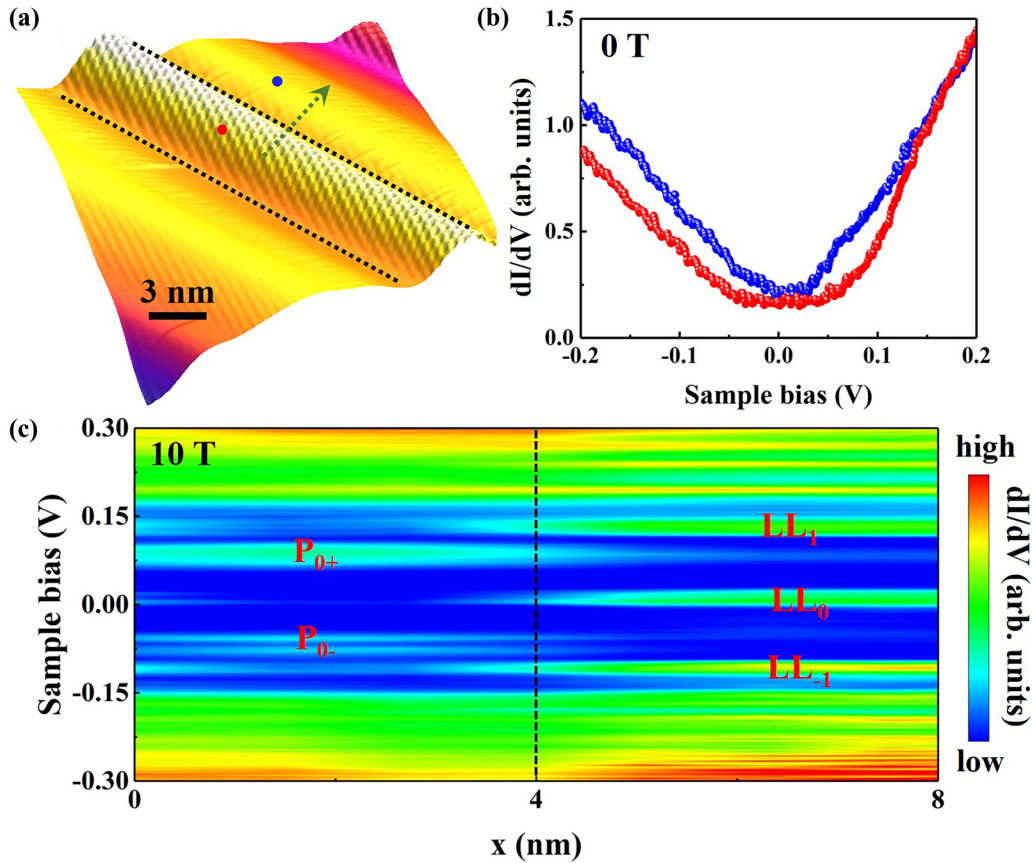 (a)
3 nm
(b)
0 T
dI/dV (arb. units)
1.5
1.0
0.5
0.0
-0.2 -0.1 0.0 0.1 0.2
Sample bias (V)
(c)
10 T
Sample bias (V)
0.30
0.15
0.00
-0.15
-0.30
P0+
P0-
LL1
LL0
LL-1
0 4 8
x (nm)
high
dI/dV (arb. units)
low